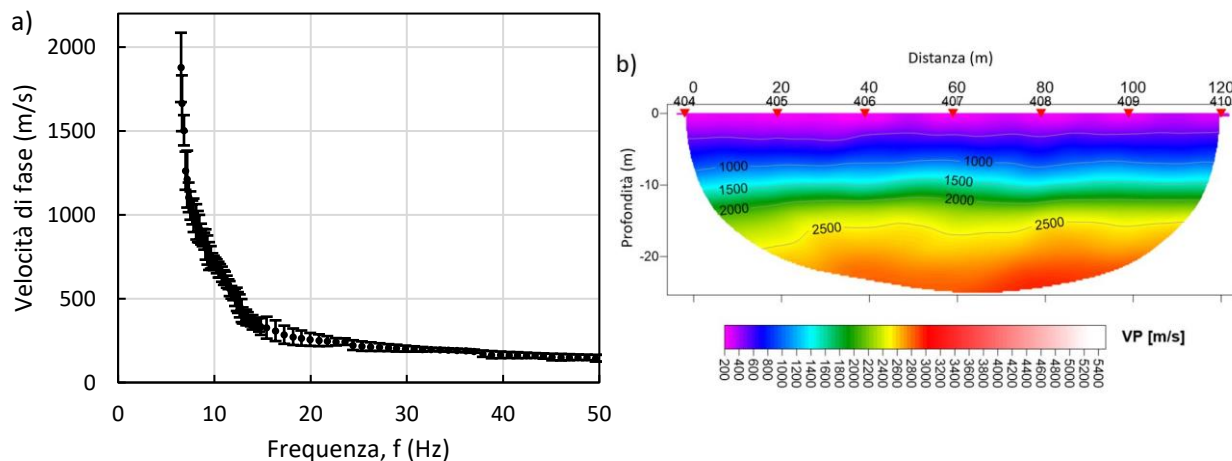 a)
Velocità di fase (m/s)
2000
1500
1000
500
0
0 10 20 30 40 50
Frequenza, f (Hz)
b)
Distanza (m)
0 20 40 60 80 100 120
404 405 406 407 408 409 410
Profondità (m)
0
-10
-20
1000 1000
1500 1500
2000 2000
2500 2500
200 400 600 800 1000 1200 1400 1600 1800 2000 2200 2400 2600 2800 3000 3200 3400 3600 3800 4000 4200 4400 4600 4800 5000 5200 5400
VP [m/s]